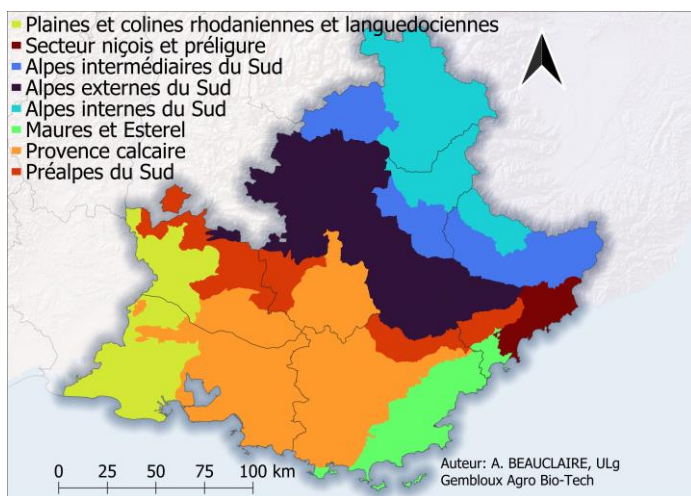 Plaines et colines rhodaniennes et languedociennes
Secteur niçois et préligure
Alpes intermédiaires du Sud
Alpes externes du Sud
Alpes internes du Sud
Maures et Esterel
Provence calcaire
Préalpes du Sud
0 25 50 75 100 km
Auteur: A. BEAUCLAIRE, ULg
Gembloux Agro Bio-Tech